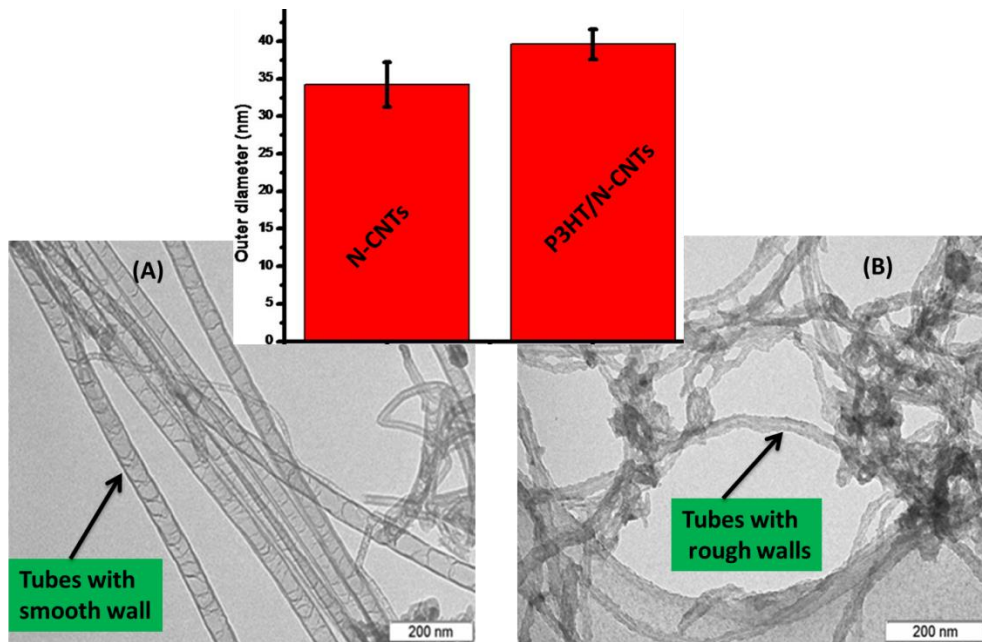 Outer diameter (nm)
40
35
30
25
20
15
10
5
0
N-CNTs
P3HT/N-CNTs
(A)
(B)
Tubes with
smooth wall
Tubes with
rough walls
200 nm
200 nm